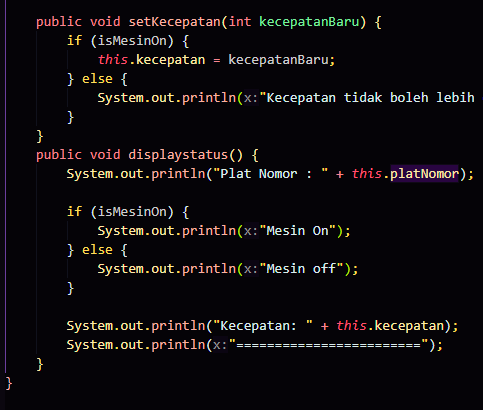 public void setKecepatan(int kecepatanBaru) {
if (isMesinOn) {
this.kecepatan = kecepatanBaru;
} else {
System.out.println(x:"Kecepatan tidak boleh lebih
}
}
public void displaystatus() {
System.out.println("Plat Nomor : " + this.platNomor);
if (isMesinOn) {
System.out.println(x:"Mesin On");
} else {
System.out.println(x:"Mesin off");
}
System.out.println("Kecepatan: " + this.kecepatan);
System.out.println(x:"========================");
}
}